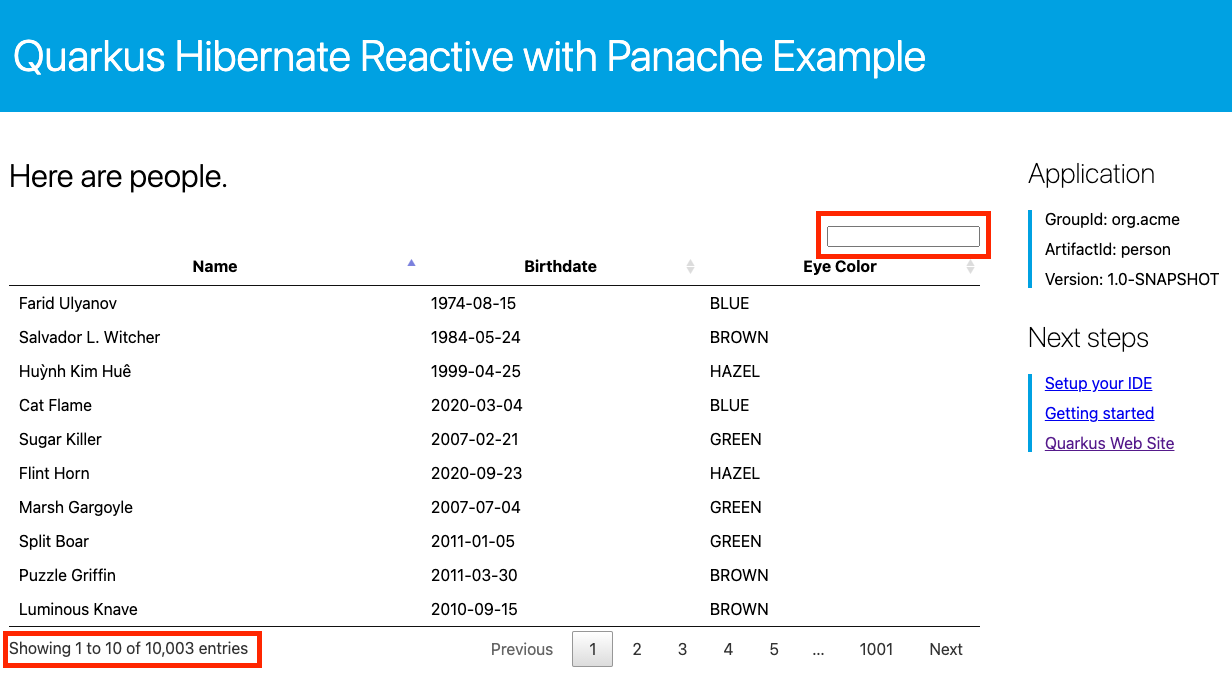 Quarkus Hibernate Reactive with Panache Example
Here are people.
Name Birthdate Eye Color
Farid Ulyanov 1974-08-15 BLUE
Salvador L. Witcher 1984-05-24 BROWN
Huỳnh Kim Huê 1999-04-25 HAZEL
Cat Flame 2020-03-04 BLUE
Sugar Killer 2007-02-21 GREEN
Flint Horn 2020-09-23 HAZEL
Marsh Gargoyle 2007-07-04 GREEN
Split Boar 2011-01-05 GREEN
Puzzle Griffin 2011-03-30 BROWN
Luminous Knave 2010-09-15 BROWN
Showing 1 to 10 of 10,003 entries Previous 1 2 3 4 5 ... 1001 Next
Application
GroupId: org.acme
ArtifactId: person
Version: 1.0-SNAPSHOT
Next steps
Setup your IDE
Getting started
Quarkus Web Site